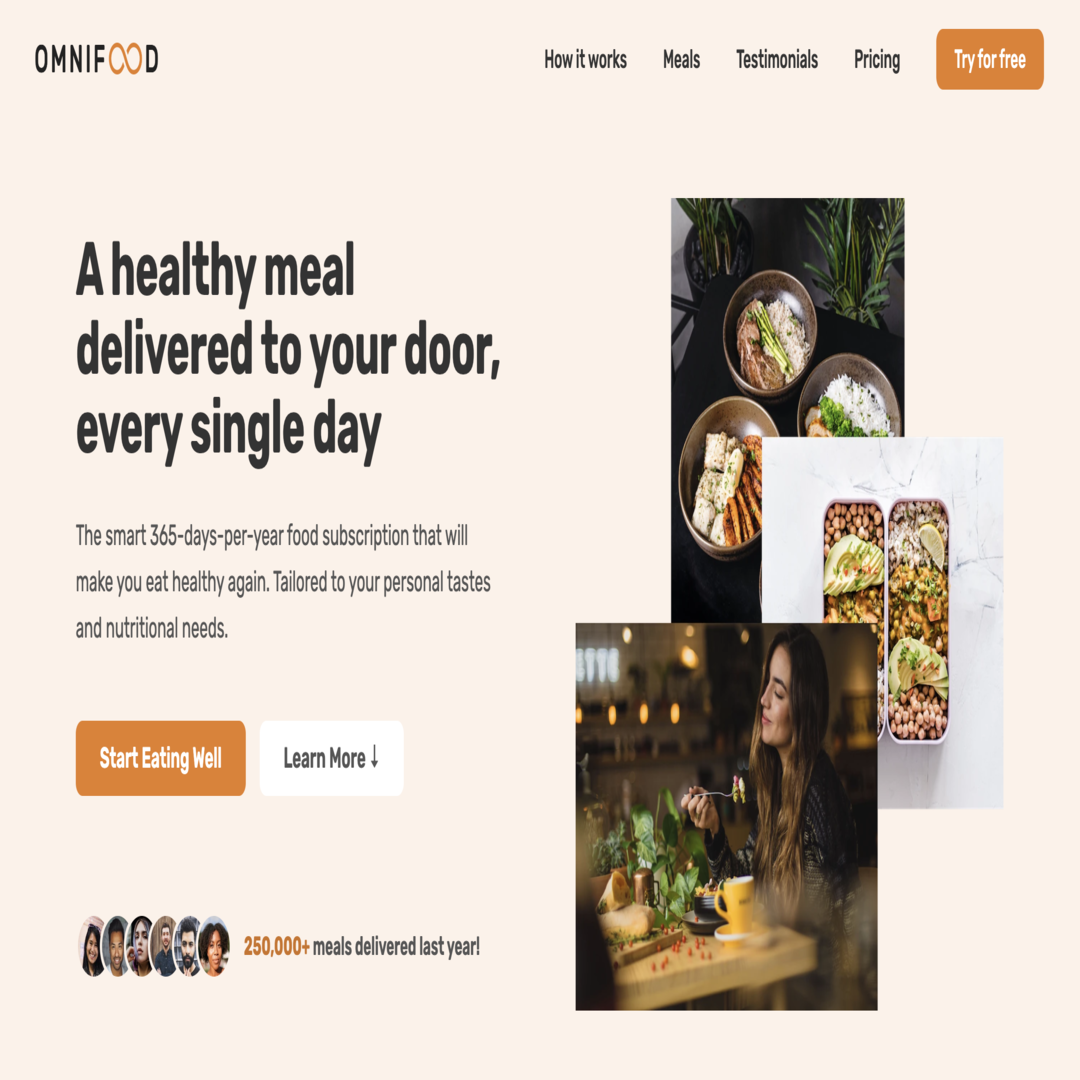 OMNIFOOD
How it works
Meals
Testimonials
Pricing
Try for free
A healthy meal
delivered to your door,
every single day
The smart 365-days-per-year food subscription that will
make you eat healthy again. Tailored to your personal tastes
and nutritional needs.
Start Eating Well
Learn More ↓
250,000+ meals delivered last year!